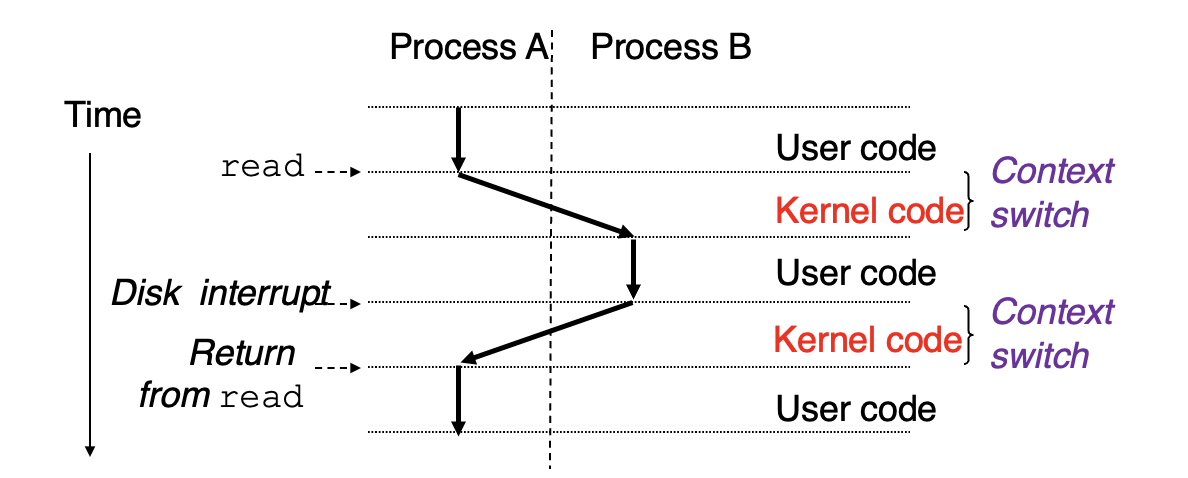 Process A
Process B
Time
User code
read
Context
switch
Kernel code
User code
Disk interrupt
Context
switch
Kernel code
Return
from read
User code